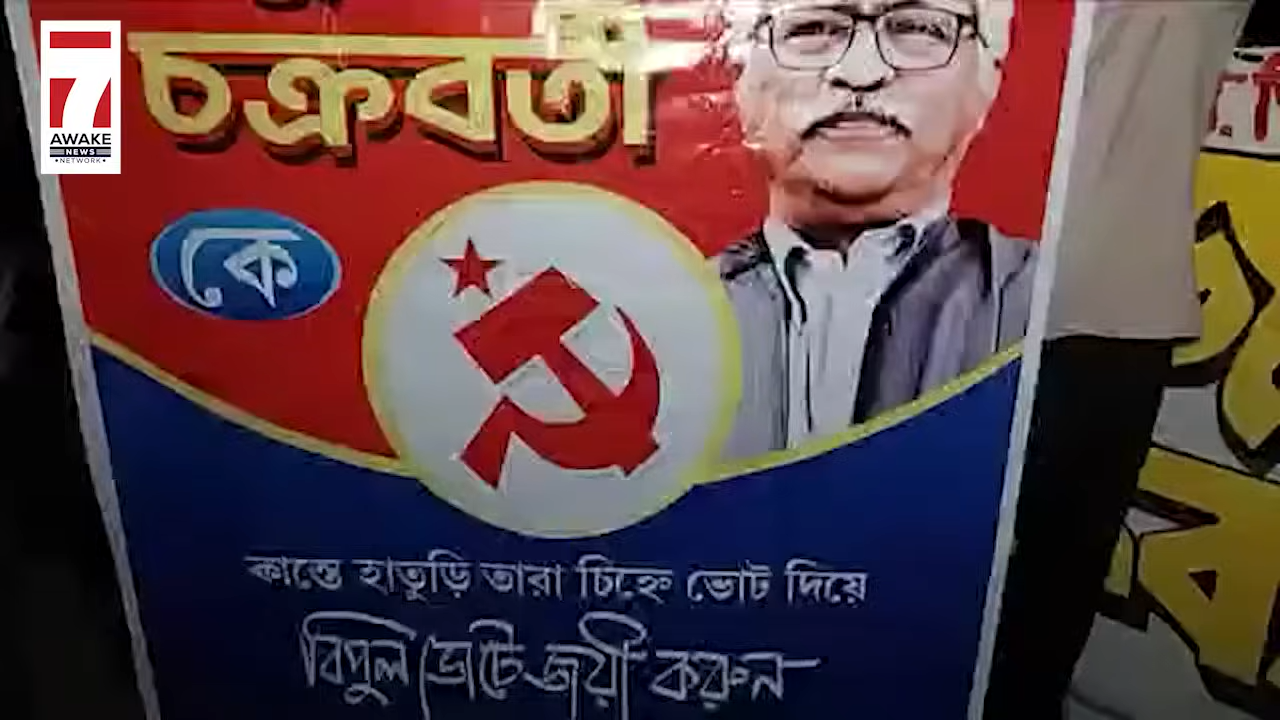 7
AWAKE
NEWS
NETWORK
চক্রবর্তী
কে
কাস্তে হাতুড়ি তারা চিহ্নে ভোট দিয়ে
বিপুল ভোটে জয়ী করুন